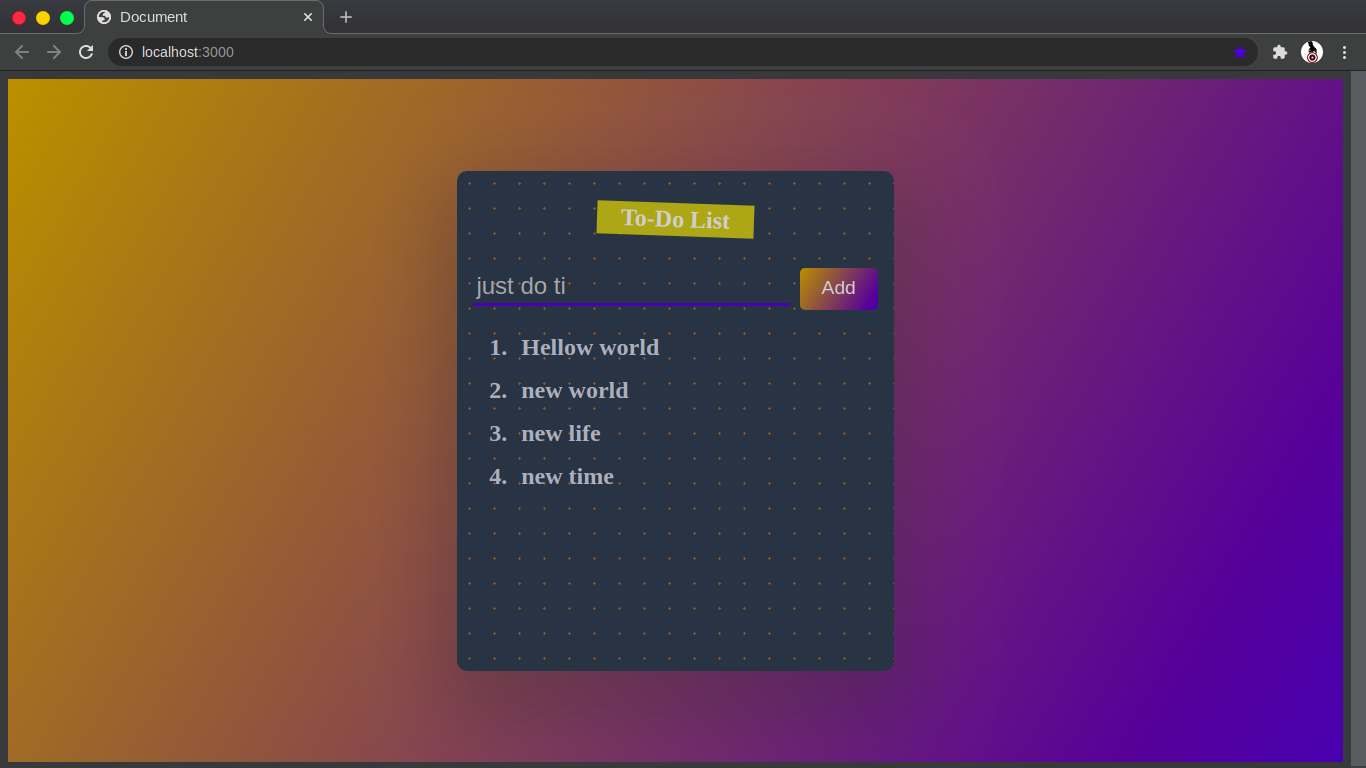 Document
localhost:3000
To-Do List
just do ti
Add
1. Hellow world
2. new world
3. new life
4. new time